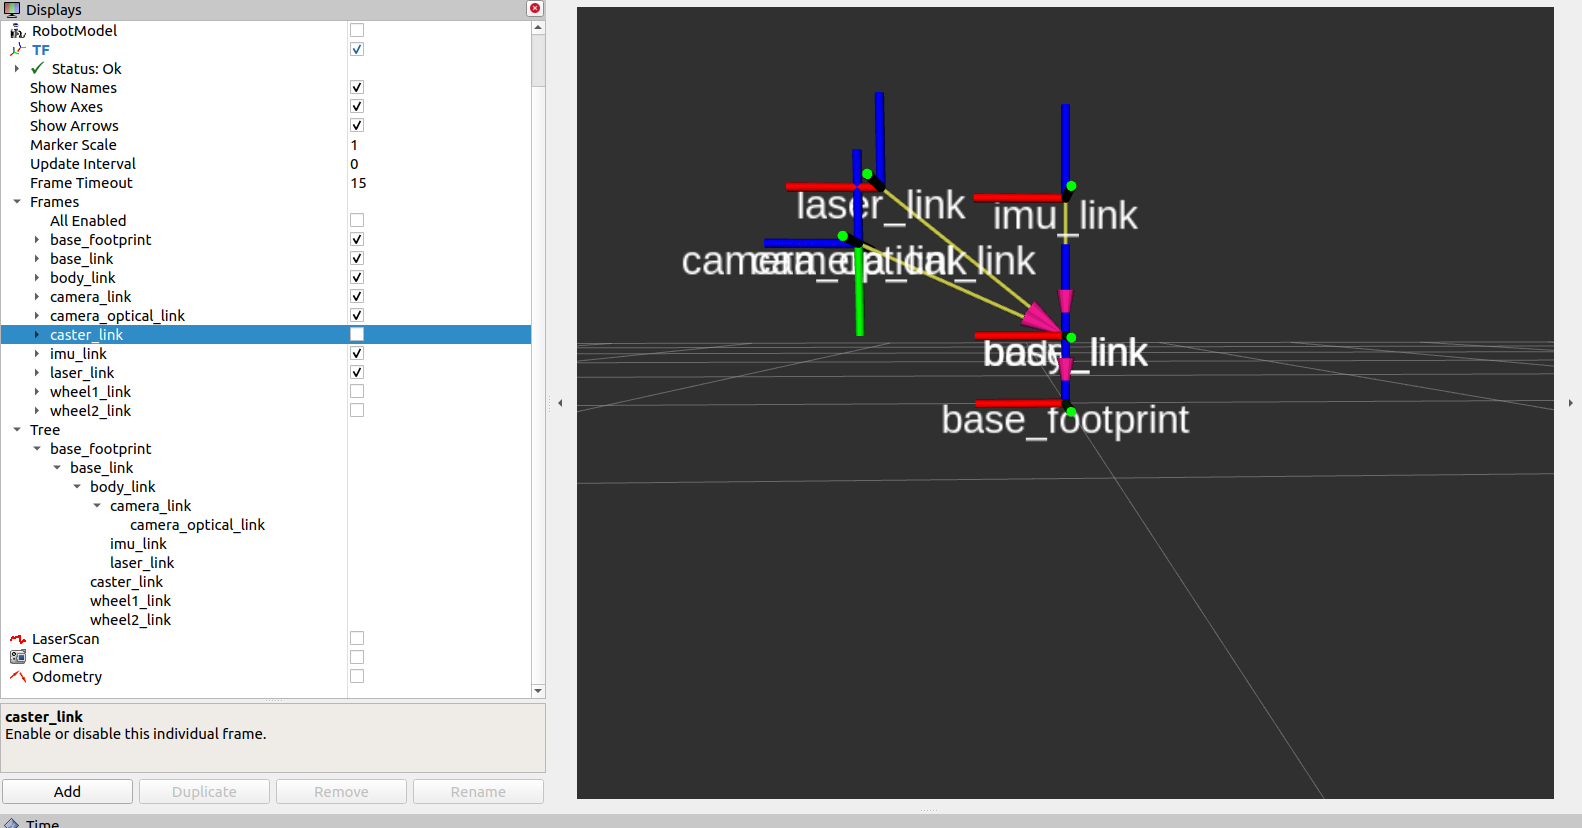 Displays
RobotModel
TF
Status: Ok
Show Names
Show Axes
Show Arrows
Marker Scale 1
Update Interval 0
Frame Timeout 15
Frames
All Enabled
base_footprint
base_link
body_link
camera_link
camera_optical_link
caster_link
imu_link
laser_link
wheel1_link
wheel2_link
Tree
base_footprint
base_link
body_link
camera_link
camera_optical_link
imu_link
laser_link
caster_link
wheel1_link
wheel2_link
LaserScan
Camera
Odometry
caster_link
Enable or disable this individual frame.
Add Duplicate Remove Rename
Time
laser_link
imu_link
camera_optical_link
camera_link
base_link
body_link
base_footprint